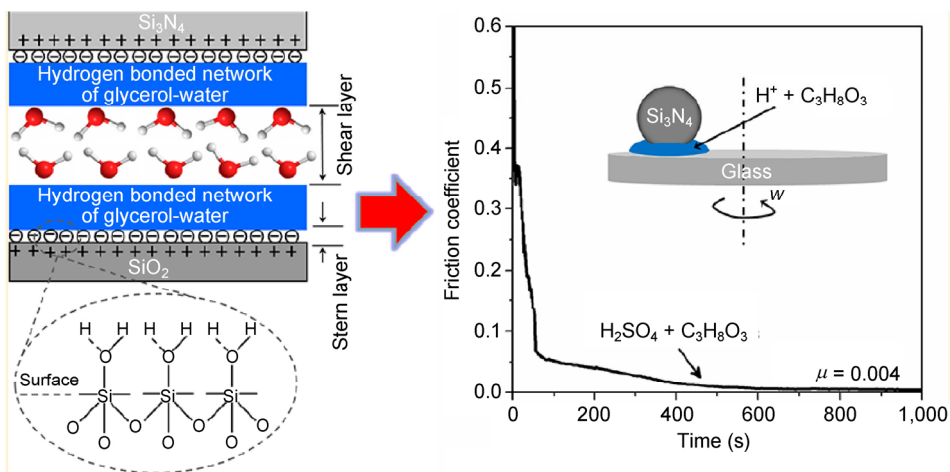 Si₃N₄
+ + + + + + + + + + + + + + + +
Hydrogen bonded network
of glycerol-water
Shear layer
Hydrogen bonded network
of glycerol-water
+ + + + + + + + + + + + + + + +
SiO₂
Stern layer
H H H H H H
O O O
Surface
Si Si Si
O O O O
O O O
Friction coefficient
0.6
0.5
0.4
0.3
0.2
0.1
0.0
0 200 400 600 800 1,000
Time (s)
Si₃N₄
H⁺ + C₃H₈O₃
Glass
w
H₂SO₄ + C₃H₈O₃
μ = 0.004